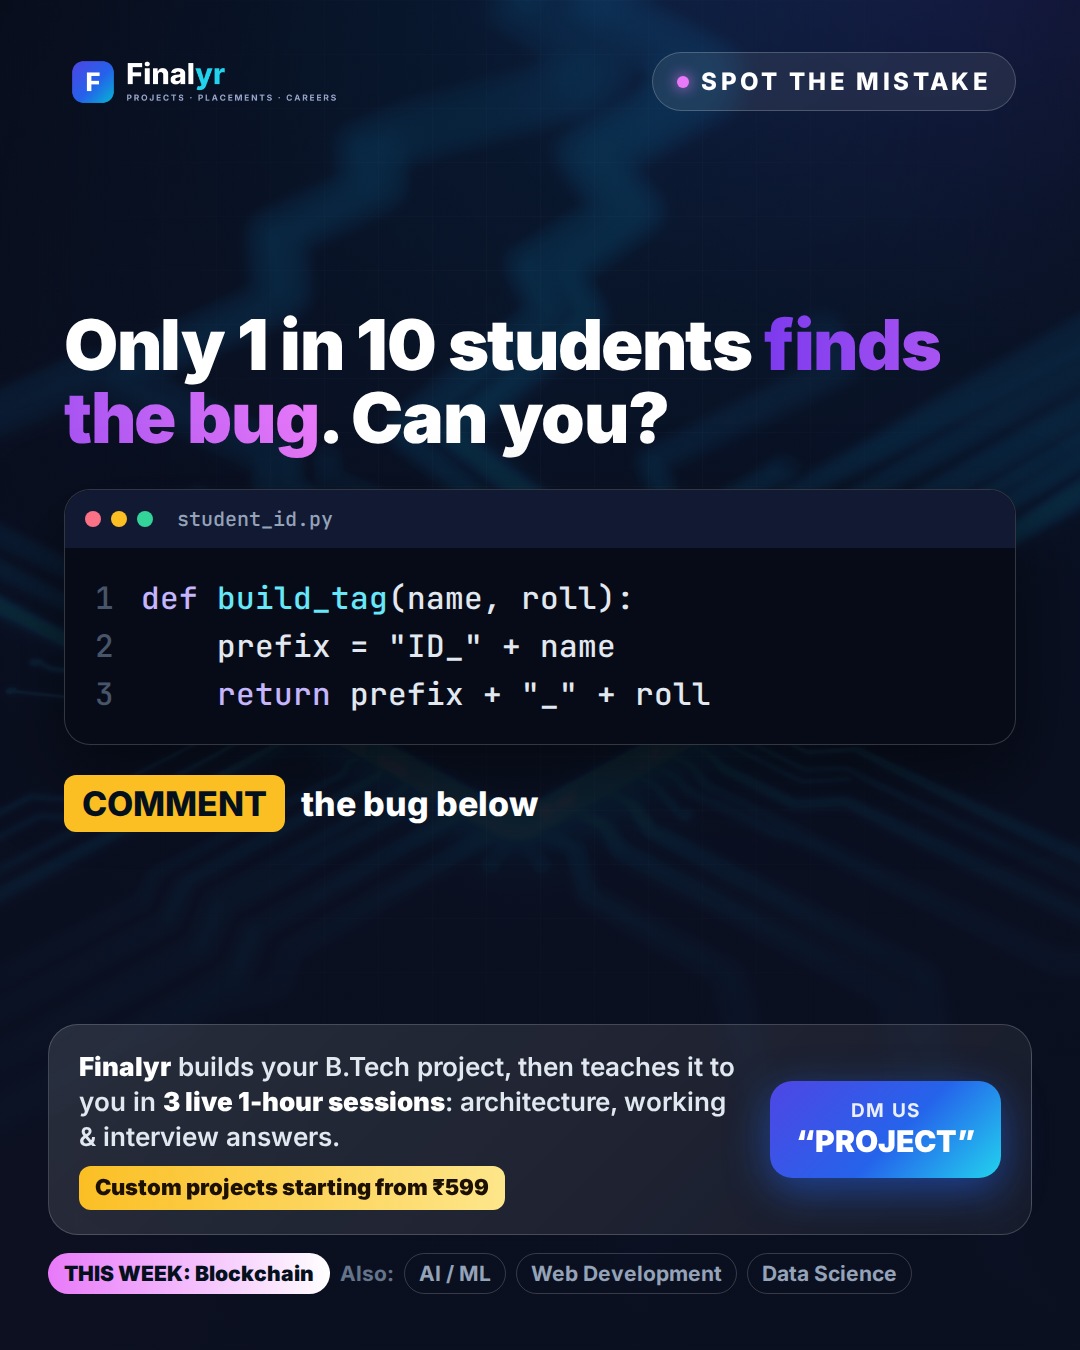 F
Finalyr
PROJECTS · PLACEMENTS · CAREERS
SPOT THE MISTAKE
Only 1 in 10 students finds
the bug. Can you?
student_id.py
1 def build_tag(name, roll):
2     prefix = "ID_" + name
3     return prefix + "_" + roll
COMMENT the bug below
Finalyr builds your B.Tech project, then teaches it to
you in 3 live 1-hour sessions: architecture, working
& interview answers.
Custom projects starting from ₹599
DM US
“PROJECT”
THIS WEEK: Blockchain Also: AI / ML Web Development Data Science